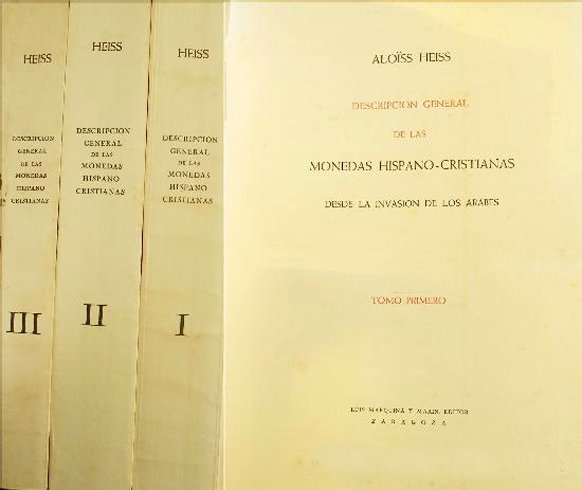 HEISS
DESCRIPCION
GENERAL
DE LAS
MONEDAS
HISPANO
CRISTIANAS
III
HEISS
DESCRIPCION
GENERAL
DE LAS
MONEDAS
HISPANO
CRISTIANAS
II
HEISS
DESCRIPCION
GENERAL
DE LAS
MONEDAS
HISPANO
CRISTIANAS
I
ALOÏSS HEISS
DESCRIPCION GENERAL
DE LAS
MONEDAS HISPANO-CRISTIANAS
DESDE LA INVASION DE LOS ARABES
TOMO PRIMERO
LUIS MARQUINA Y MARIN, EDITOR
ZARAGOZA